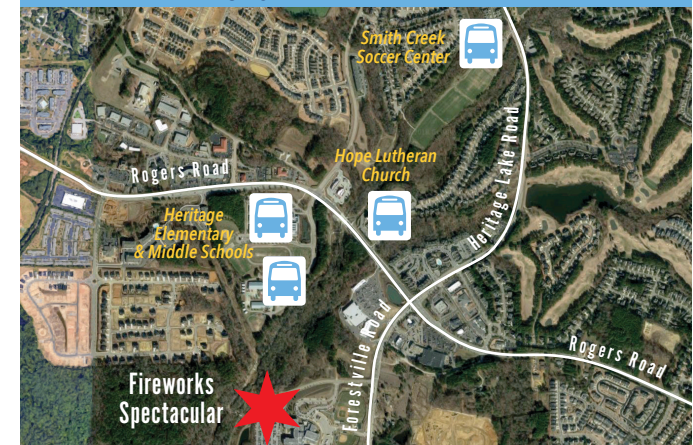 Smith Creek
Soccer Center
Hope Lutheran
Church
Rogers Road
Heritage Lake Road
Heritage
Elementary
& Middle Schools
Forestville Road
Rogers Road
Fireworks
Spectacular